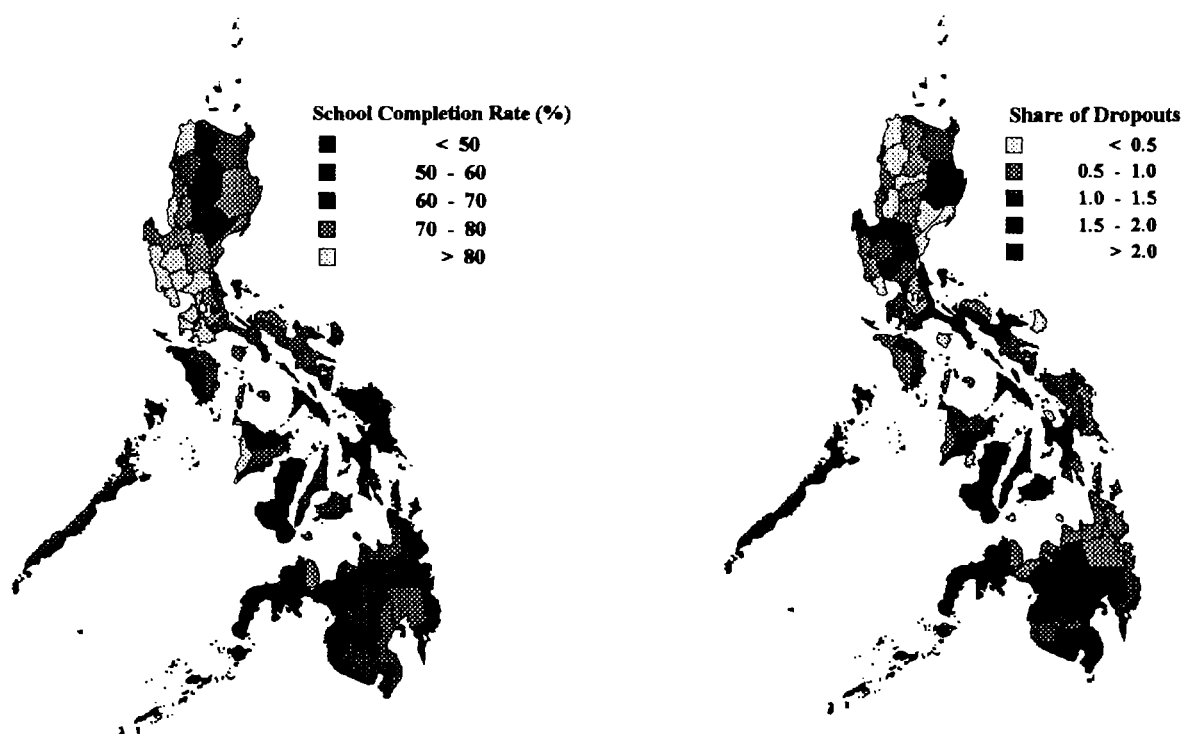 School Completion Rate (%)
< 50
50 - 60
60 - 70
70 - 80
> 80
Share of Dropouts
< 0.5
0.5 - 1.0
1.0 - 1.5
1.5 - 2.0
> 2.0